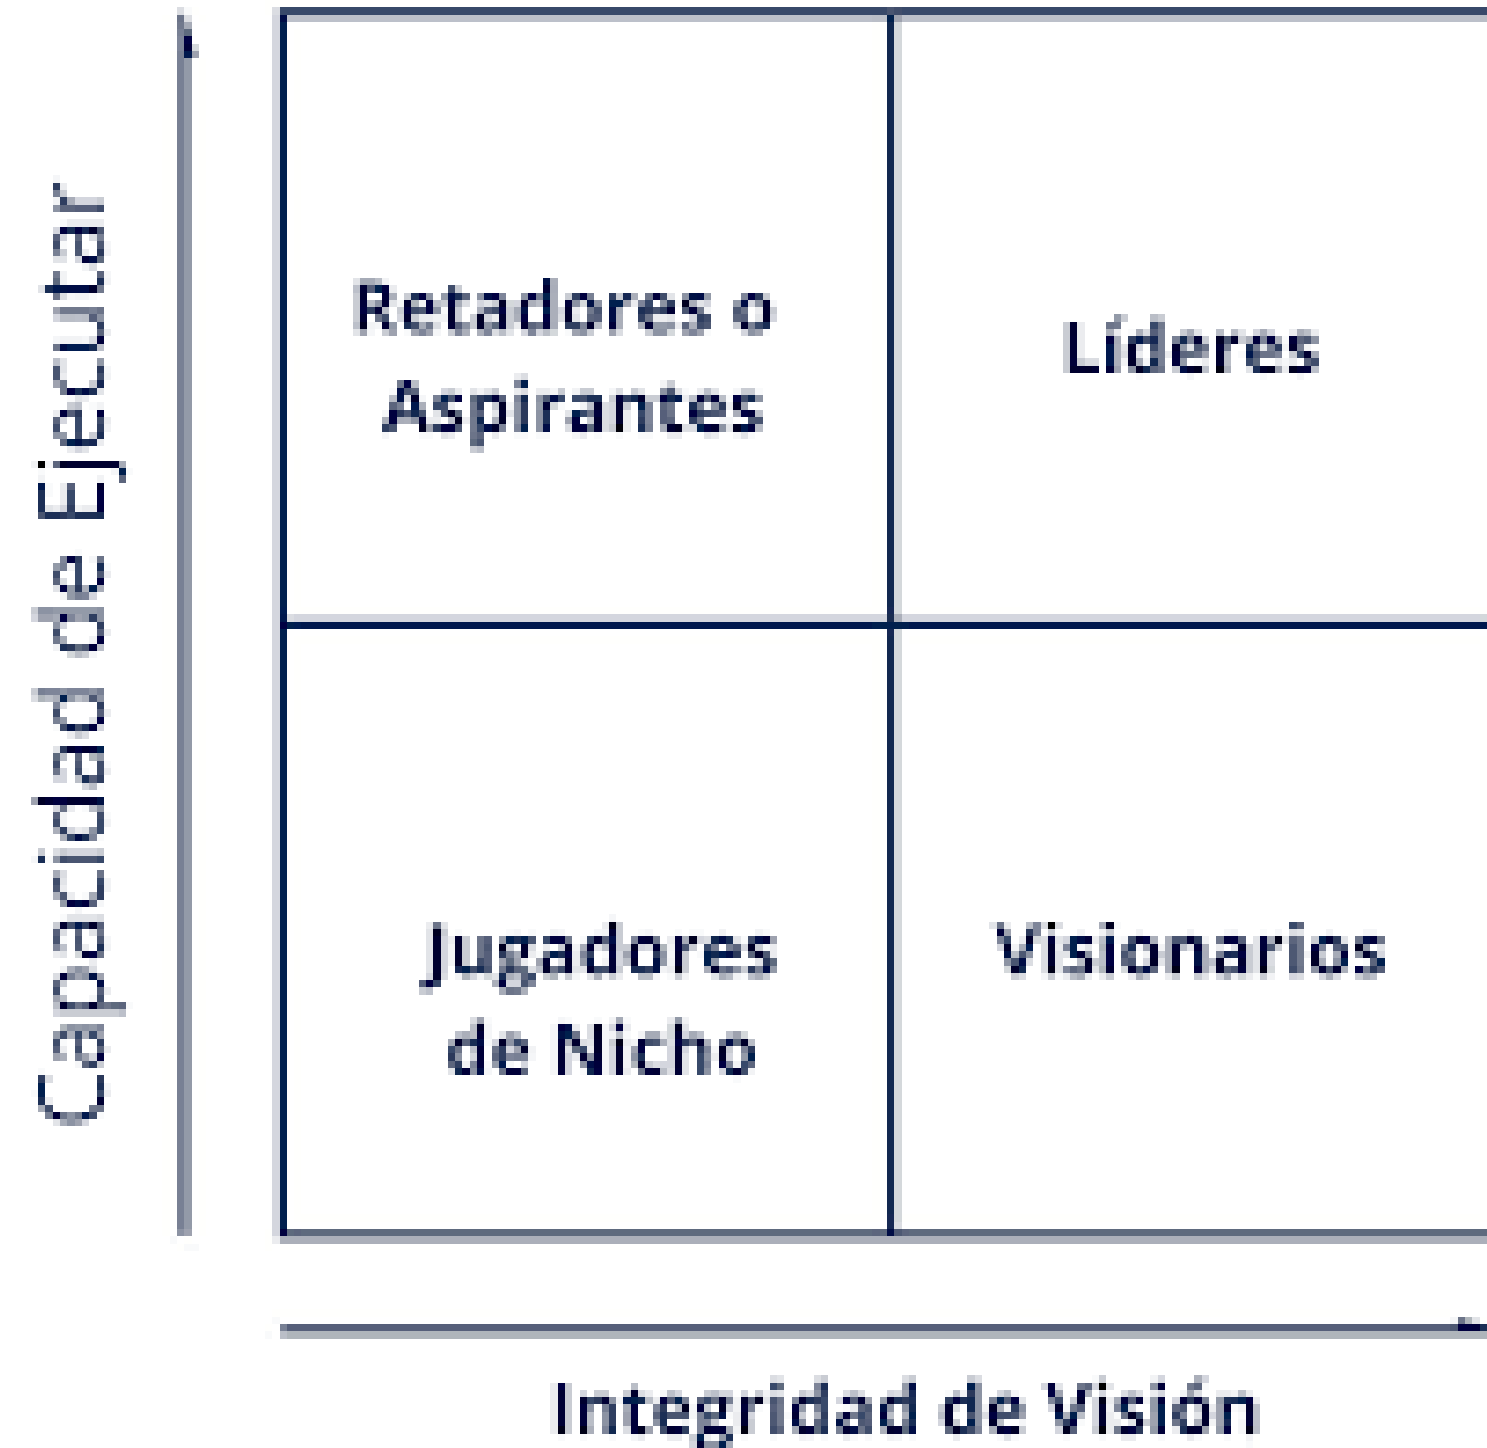 Capacidad de Ejecutar
Retadores o
Aspirantes
Líderes
Jugadores
de Nicho
Visionarios
Integridad de Visión